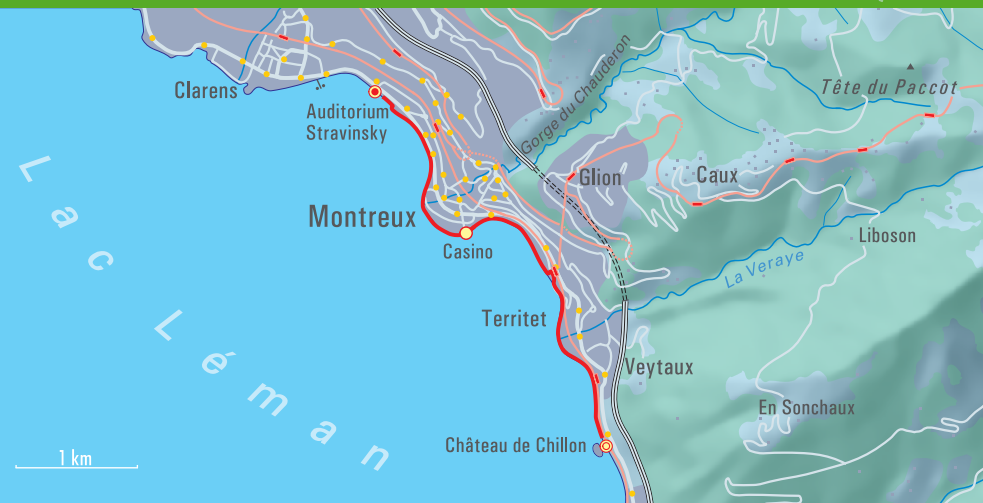 Clarens
Auditorium
Stravinsky
Gorge du Chauderon
Tête du Paccot
Glion
Caux
Montreux
Casino
Liboson
La Veraye
Territet
Veytaux
En Sonchaux
Château de Chillon
Lac Léman
1 km